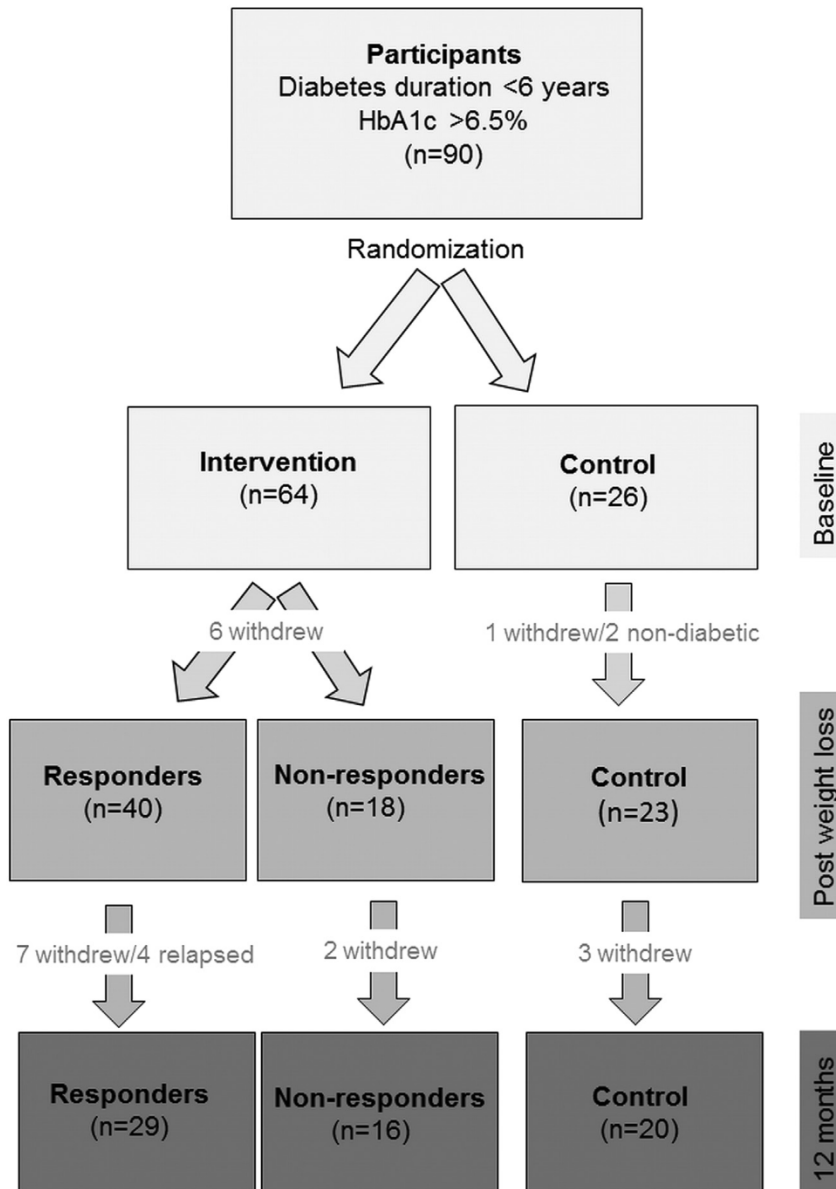 Participants
Diabetes duration <6 years
HbA1c >6.5%
(n=90)
Randomization
Intervention
(n=64)
Control
(n=26)
Baseline
6 withdrew
1 withdrew/2 non-diabetic
Responders
(n=40)
Non-responders
(n=18)
Control
(n=23)
Post weight loss
7 withdrew/4 relapsed
2 withdrew
3 withdrew
Responders
(n=29)
Non-responders
(n=16)
Control
(n=20)
12 months